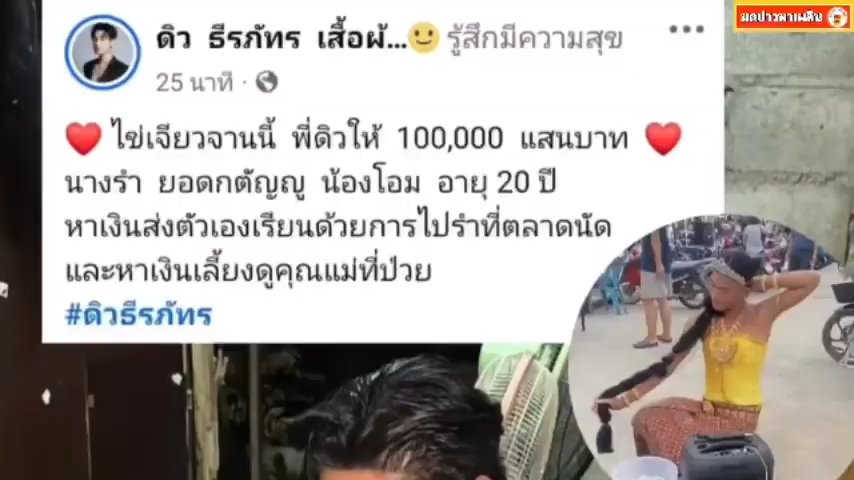 ดิว ธีรภัทร เสื้อผ้... รู้สึกมีความสุข
25 นาที ·
ไข่เจียวจานนี้ พี่ดิวให้ 100,000 แสนบาท
นางรำ ยอดกตัญญู น้องโอม อายุ 20 ปี
หาเงินส่งตัวเองเรียนด้วยการไปรำที่ตลาดนัด
และหาเงินเลี้ยงดูคุณแม่ที่ป่วย
#ดิวธีรภัทร